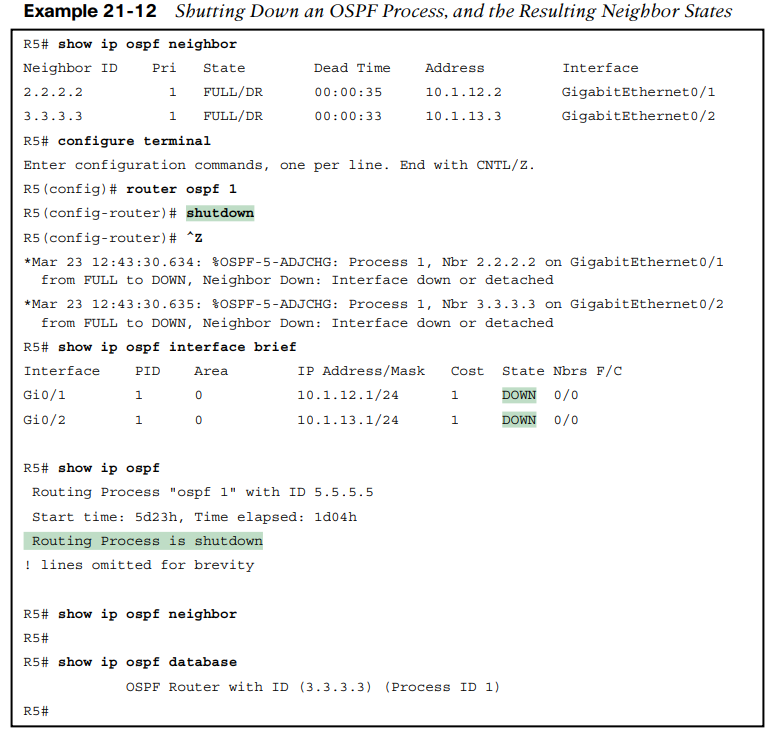 Example 21-12 Shutting Down an OSPF Process, and the Resulting Neighbor States
R5# show ip ospf neighbor
Neighbor ID Pri State Dead Time Address Interface
2.2.2.2 1 FULL/DR 00:00:35 10.1.12.2 GigabitEthernet0/1
3.3.3.3 1 FULL/DR 00:00:33 10.1.13.3 GigabitEthernet0/2
R5# configure terminal
Enter configuration commands, one per line. End with CNTL/Z.
R5(config)# router ospf 1
R5(config-router)# shutdown
R5(config-router)# ^Z
*Mar 23 12:43:30.634: %OSPF-5-ADJCHG: Process 1, Nbr 2.2.2.2 on GigabitEthernet0/1
from FULL to DOWN, Neighbor Down: Interface down or detached
*Mar 23 12:43:30.635: %OSPF-5-ADJCHG: Process 1, Nbr 3.3.3.3 on GigabitEthernet0/2
from FULL to DOWN, Neighbor Down: Interface down or detached
R5# show ip ospf interface brief
Interface PID Area IP Address/Mask Cost State Nbrs F/C
Gi0/1 1 0 10.1.12.1/24 1 DOWN 0/0
Gi0/2 1 0 10.1.13.1/24 1 DOWN 0/0
R5# show ip ospf
Routing Process "ospf 1" with ID 5.5.5.5
Start time: 5d23h, Time elapsed: 1d04h
Routing Process is shutdown
! lines omitted for brevity
R5# show ip ospf neighbor
R5#
R5# show ip ospf database
OSPF Router with ID (3.3.3.3) (Process ID 1)
R5#